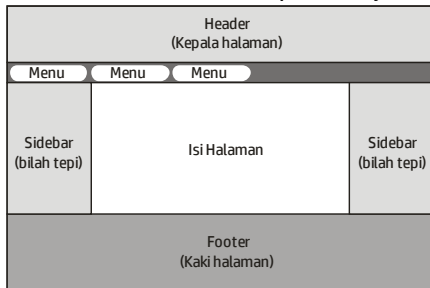 Header
(Kepala halaman)
Menu Menu Menu
Sidebar
(bilah tepi)
Isi Halaman
Sidebar
(bilah tepi)
Footer
(Kaki halaman)